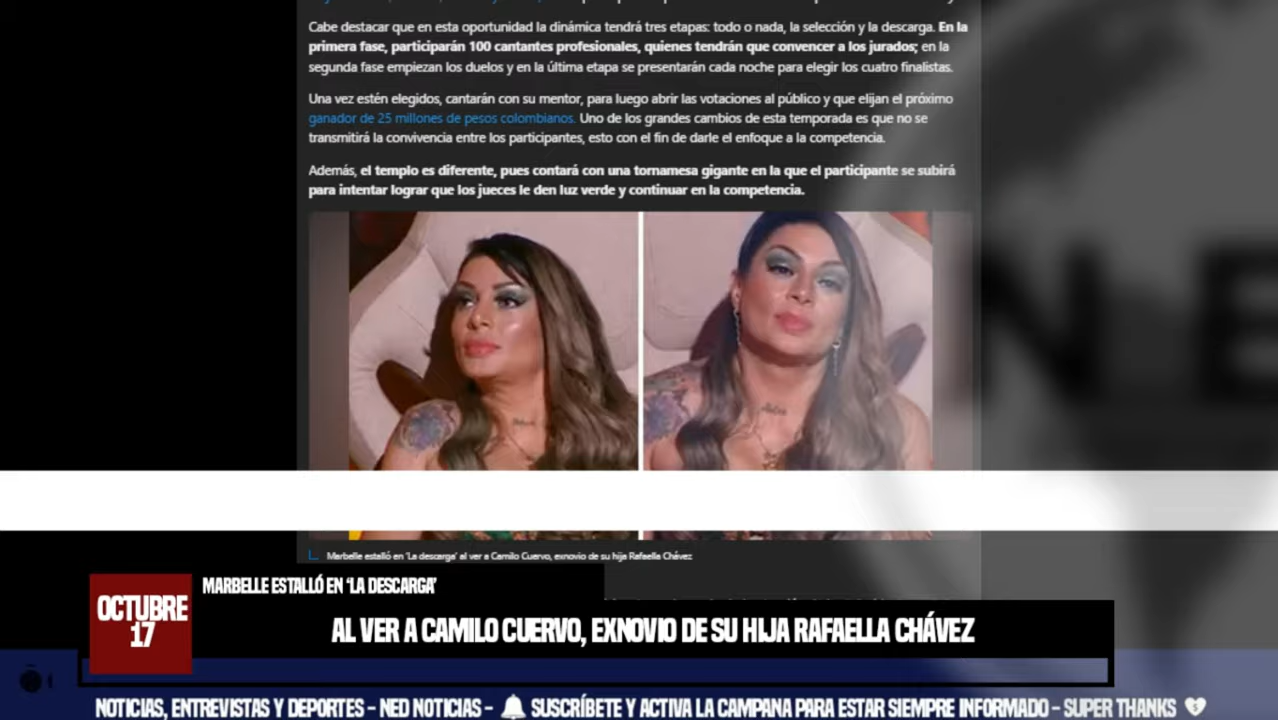 Cabe destacar que en esta oportunidad la dinámica tendrá tres etapas: todo o nada, la selección y la descarga. En la
primera fase, participarán 100 cantantes profesionales, quienes tendrán que convencer a los jurados; en la
segunda fase empiezan los duelos y en la última etapa se presentarán cada noche para elegir los cuatro finalistas.
Una vez estén elegidos, cantarán con su mentor, para luego abrir las votaciones al público y que elijan el próximo
ganador de 25 millones de pesos colombianos. Uno de los grandes cambios de esta temporada es que no se
transmitirá la convivencia entre los participantes, esto con el fin de darle el enfoque a la competencia.
Además, el templo es diferente, pues contará con una tornamesa gigante en la que el participante se subirá
para intentar lograr que los jueces le den luz verde y continuar en la competencia.
NE
Marbelle estalló en 'La descarga' al ver a Camilo Cuervo, exnovio de su hija Rafaella Chávez
MARBELLE ESTALLÓ EN 'LA DESCARGA'
OCTUBRE
17
AL VER A CAMILO CUERVO, EXNOVIO DE SU HIJA RAFAELLA CHÁVEZ
NOTICIAS, ENTREVISTAS Y DEPORTES - NED NOTICIAS - 🔔 SUSCRÍBETE Y ACTIVA LA CAMPANA PARA ESTAR SIEMPRE INFORMADO - SUPER THANKS